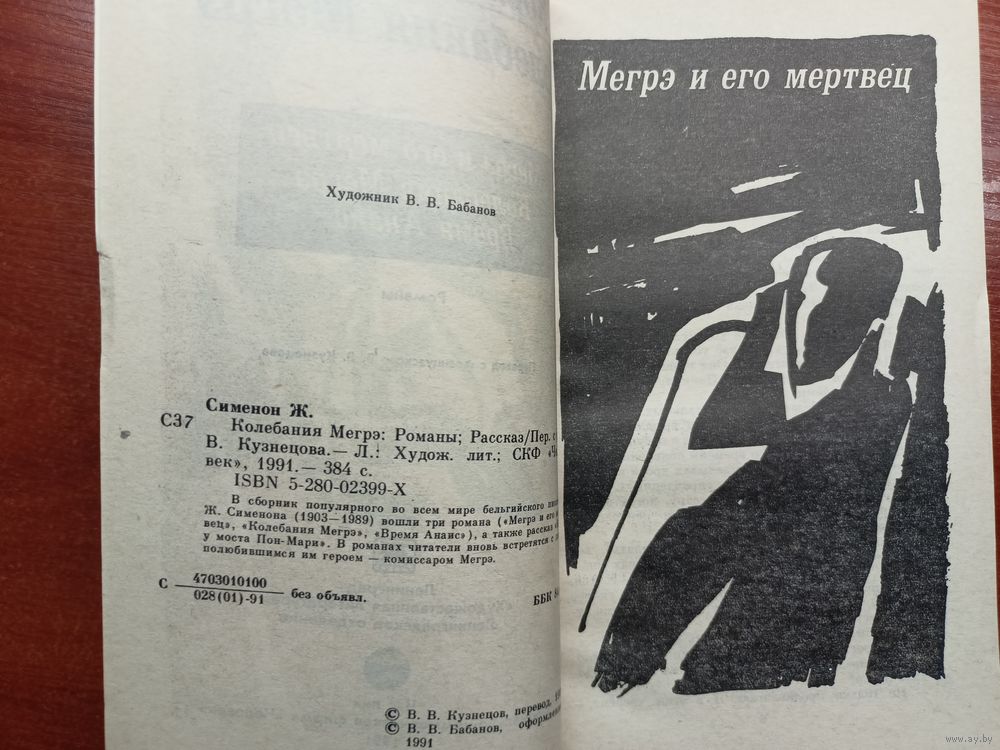 Художник В. В. Бабанов
Сименон Ж.
С37
Колебания Мегрэ: Романы; Рассказ/Пер. с
В. Кузнецова.— Л.: Худож. лит.; СКФ
век», 1991.— 384 с.
ISBN 5-280-02399-X
В сборник популярного во всем мире бельгийского
Ж. Сименона (1903—1989) вошли три романа («Мегрэ и его
вец», «Колебания Мегрэ», «Время Анаис»), а также рассказ
у моста Пон-Мари». В романах читатели вновь встретятся с
полюбившимся им героем — комиссаром Мегрэ.
С 4703010100 без объявл.
028(01)-91
ББК
© В. В. Кузнецов, перевод,
© В. В. Бабанов,
1991
Мегрэ и его мертвец
www.ay.by